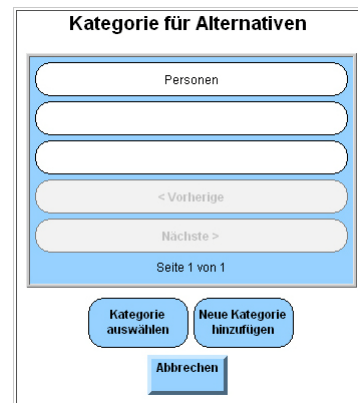 Kategorie für Alternativen
Personen
< Vorherige
Nächste >
Seite 1 von 1
Kategorie
auswählen
Neue Kategorie
hinzufügen
Abbrechen